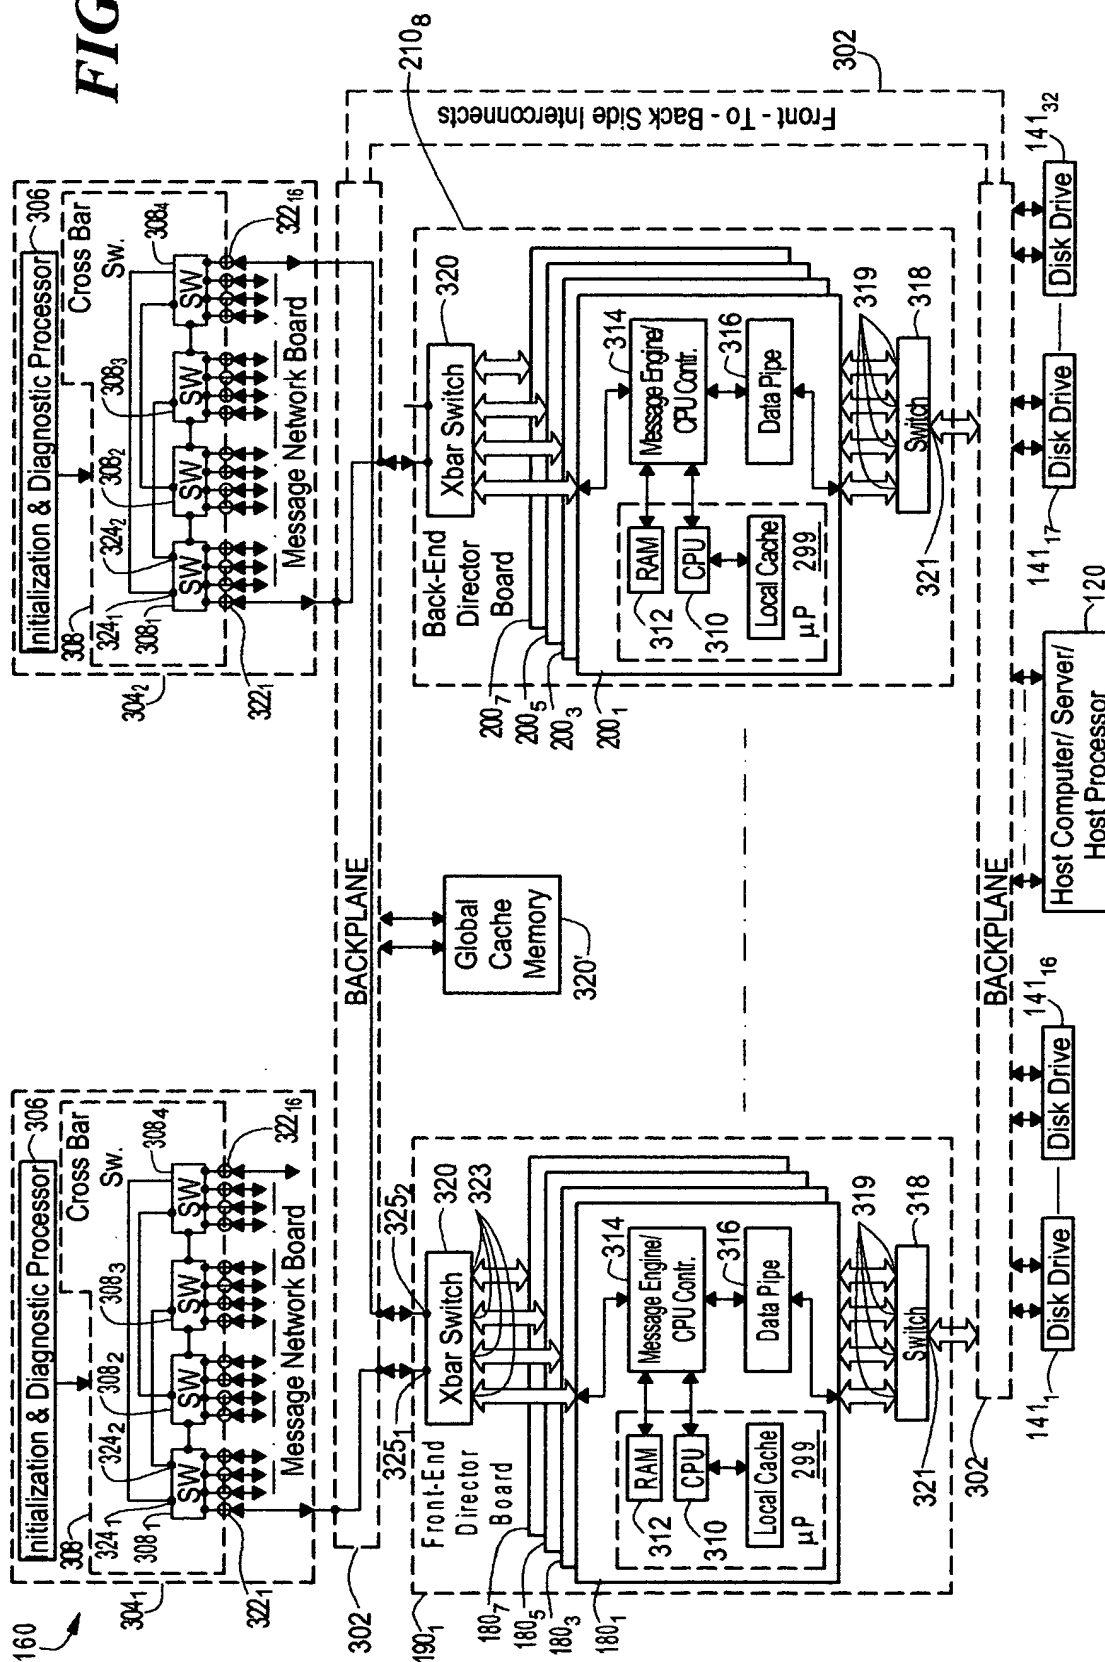 FIG
160
304₁
Initialization & Diagnostic Processor
306
308
Cross Bar
Sw.
324₁
324₂
308₁
308₂
308₃
308₄
SW
SW
SW
SW
322₁
322₁₆
Message Network Board
304₂
Initialization & Diagnostic Processor
306
308
Cross Bar
Sw.
324₁
324₂
308₁
308₂
308₃
308₄
SW
SW
SW
SW
322₁
322₁₆
Message Network Board
302
BACKPLANE
Front - To - Back Side Interconnects
302
190₁
Front-End
Director
Board
325₁
325₂
Xbar Switch
320
323
180₇
180₅
180₃
180₁
Message Engine/
CPU Contr.
314
Data Pipe
316
RAM
312
CPU
310
Local Cache
299
µP
319
Switch
318
321
Global
Cache
Memory
320'
210₈
Back-End
Director
Board
Xbar Switch
320
200₇
200₅
200₃
200₁
Message Engine/
CPU Contr.
314
Data Pipe
316
RAM
312
CPU
310
Local Cache
299
µP
319
Switch
318
321
302
BACKPLANE
Disk Drive
141₁
Disk Drive
141₁₆
Host Computer/ Server/
Host Processor
120
Disk Drive
141₁₇
Disk Drive
141₃₂